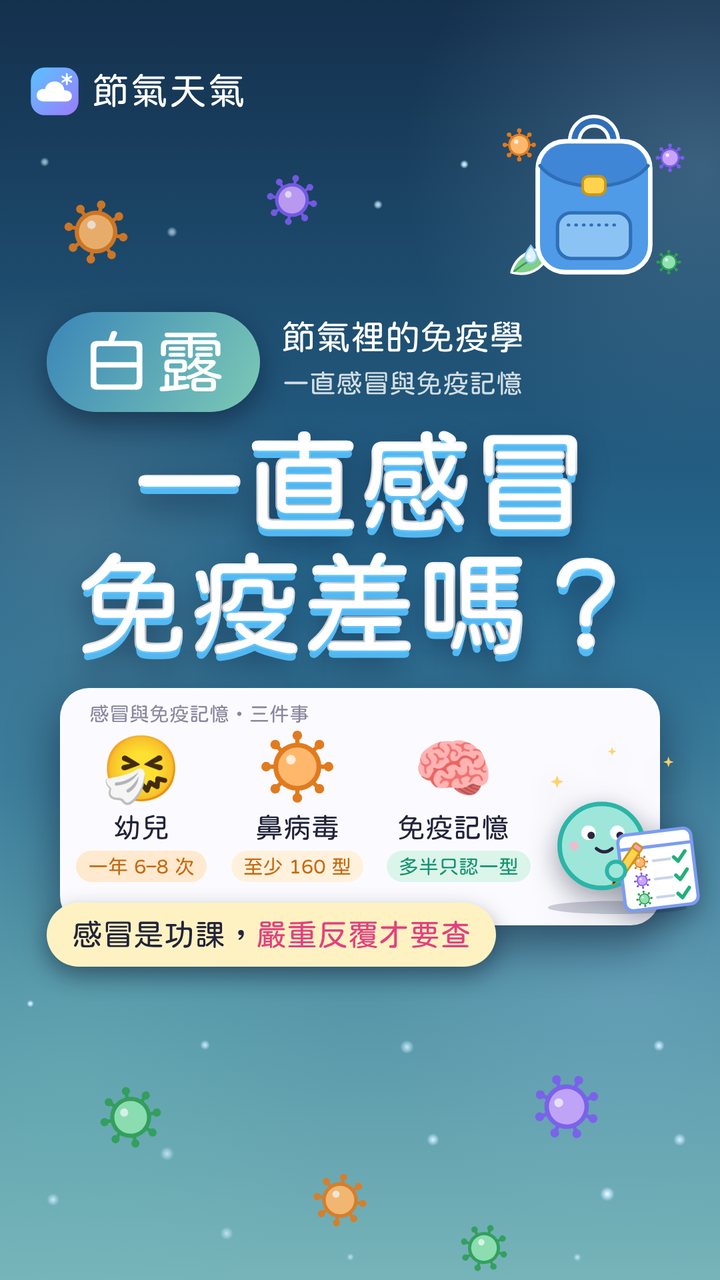 節氣天氣
白露
節氣裡的免疫學
一直感冒與免疫記憶
一直感冒
免疫差嗎？
感冒與免疫記憶・三件事
幼兒
鼻病毒
免疫記憶
一年 6–8 次
至少 160 型
多半只認一型
感冒是功課，嚴重反覆才要查